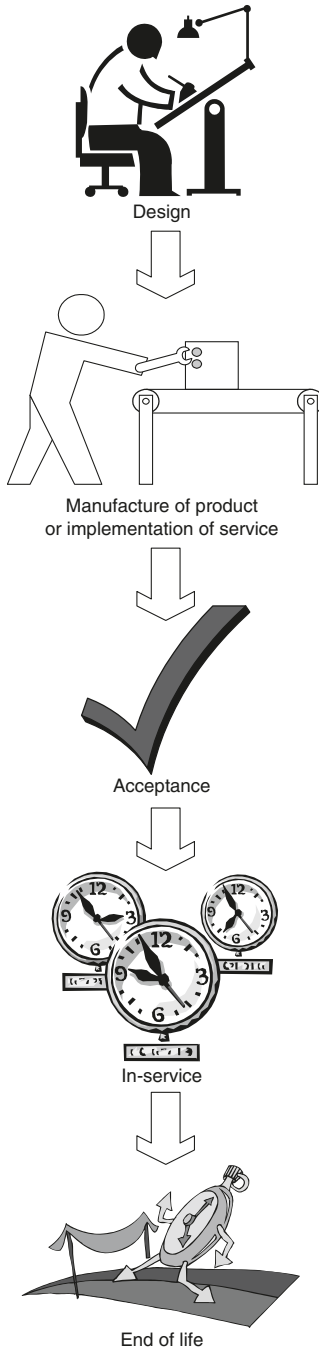 Design
Manufacture of product
or implementation of service
Acceptance
12
9
3
6
12
3
6
12
9
3
6
In-service
End of life